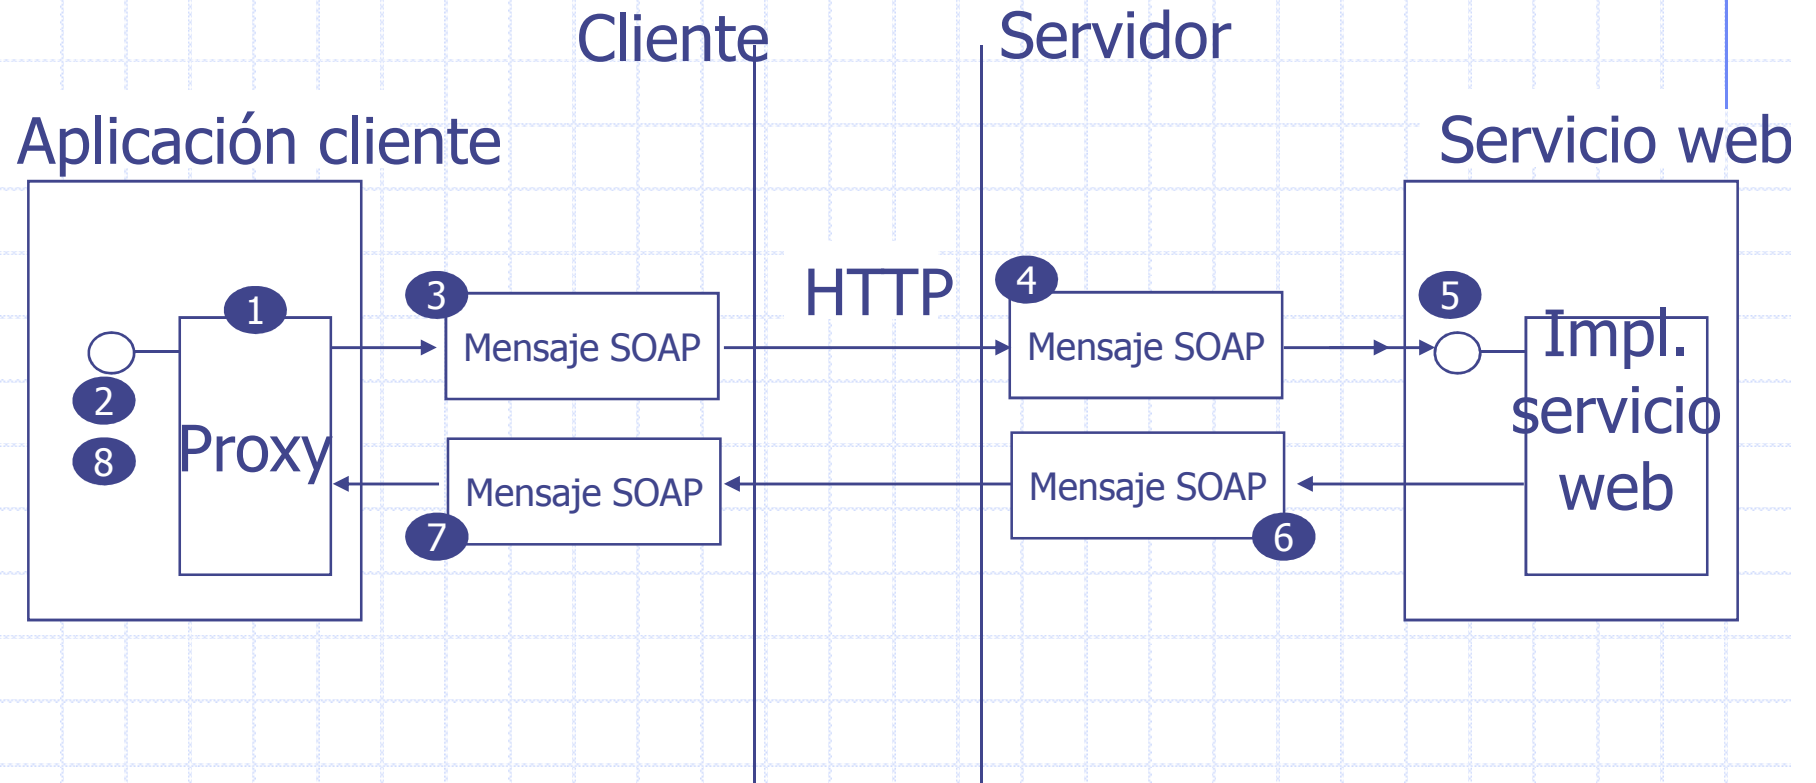 Cliente
Servidor
Aplicación cliente
Servicio web
HTTP
1
2
8
Proxy
3
Mensaje SOAP
4
Mensaje SOAP
5
Impl.
servicio
web
Mensaje SOAP
7
Mensaje SOAP
6